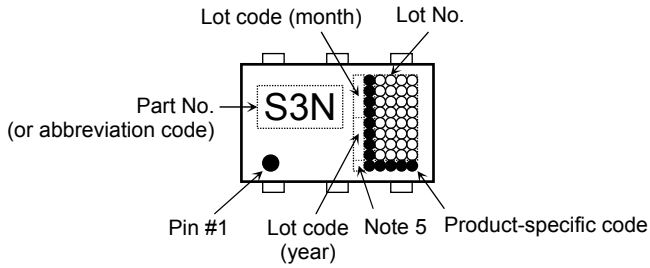 Lot code (month)
Lot No.
Part No.
(or abbreviation code)
S3N
Pin #1
Lot code
(year)
Note 5
Product-specific code